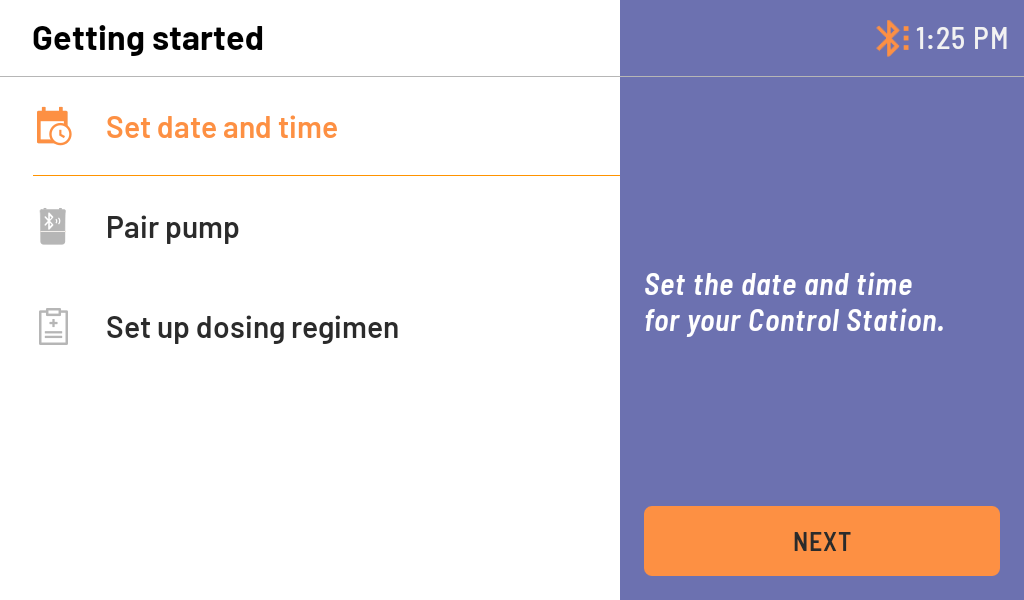 Getting started
1:25 PM
Set date and time
Pair pump
Set up dosing regimen
Set the date and time
for your Control Station.
NEXT